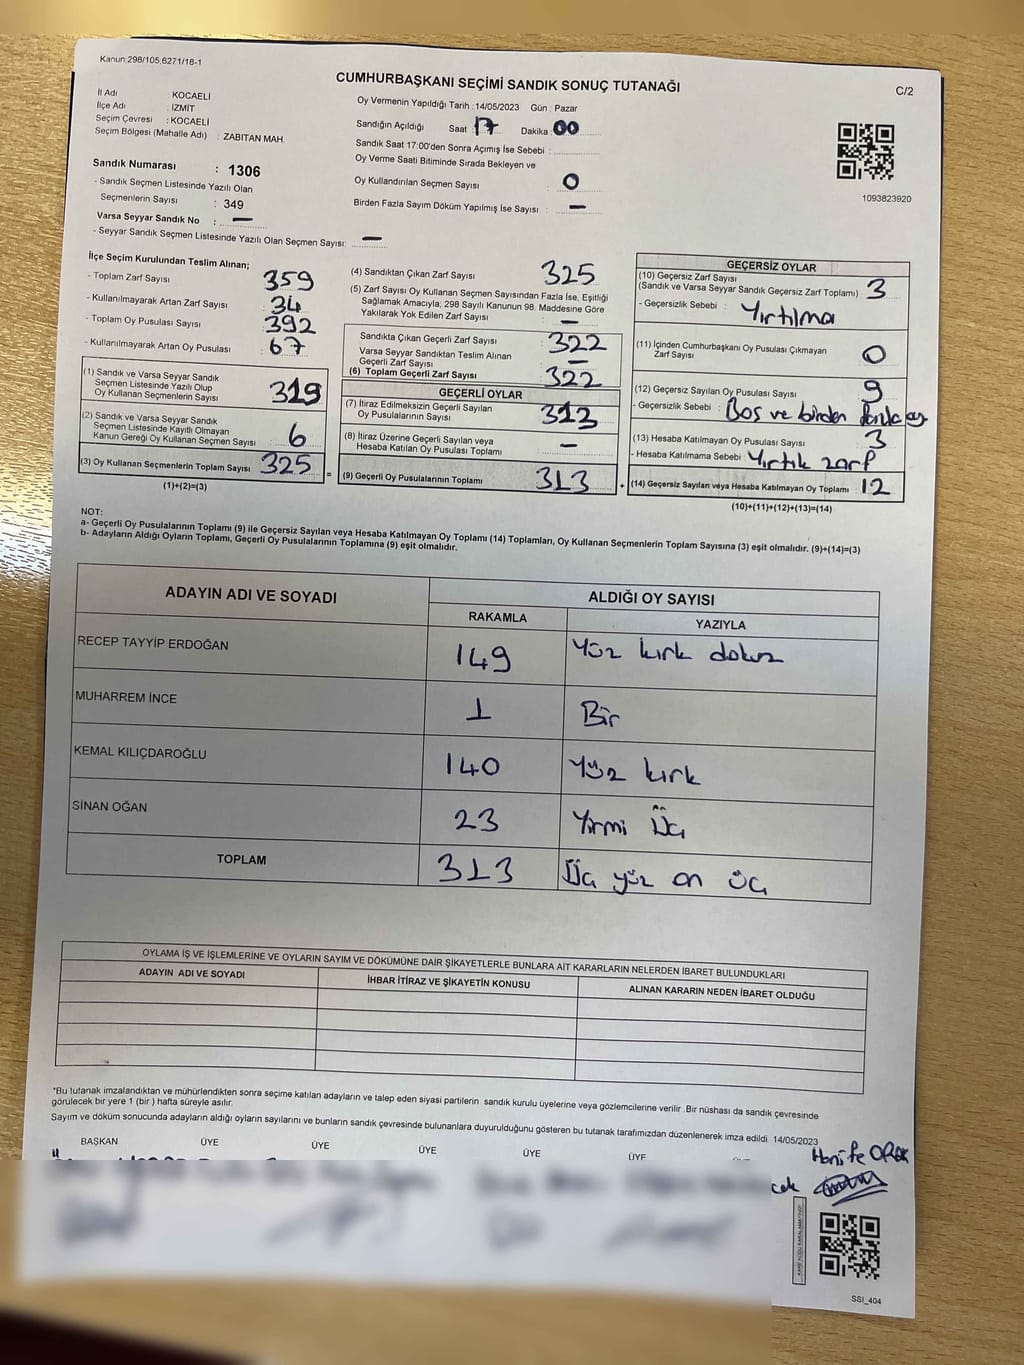 Kanun:298/105,6271/18-1
CUMHURBAŞKANI SEÇİMİ SANDIK SONUÇ TUTANAĞI
C/2
İl Adı : KOCAELİ
İlçe Adı : İZMİT
Seçim Çevresi : KOCAELİ
Seçim Bölgesi (Mahalle Adı) : ZABITAN MAH.
Sandık Numarası : 1306
- Sandık Seçmen Listesinde Yazılı Olan
Seçmenlerin Sayısı : 349
Varsa Seyyar Sandık No : —
- Seyyar Sandık Seçmen Listesinde Yazılı Olan Seçmen Sayısı: —
Oy Vermenin Yapıldığı Tarih : 14/05/2023 Gün : Pazar
Sandığın Açıldığı Saat : 17 Dakika : 00
Sandık Saat 17:00'den Sonra Açımış İse Sebebi :
Oy Verme Saati Bitiminde Sırada Bekleyen ve
Oy Kullandırılan Seçmen Sayısı : 0
Birden Fazla Sayım Döküm Yapılmış İse Sayısı : —
1093823920
İlçe Seçim Kurulundan Teslim Alınan;
- Toplam Zarf Sayısı : 359
- Kullanılmayarak Artan Zarf Sayısı : 34
- Toplam Oy Pusulası Sayısı : 392
- Kullanılmayarak Artan Oy Pusulası : 67
(1) Sandık ve Varsa Seyyar Sandık
Seçmen Listesinde Yazılı Olup
Oy Kullanan Seçmenlerin Sayısı : 319
(2) Sandık ve Varsa Seyyar Sandık
Seçmen Listesinde Kayıtlı Olmayan
Kanun Gereği Oy Kullanan Seçmen Sayısı : 6
(3) Oy Kullanan Seçmenlerin Toplam Sayısı : 325
(1)+(2)=(3)
(4) Sandıktan Çıkan Zarf Sayısı : 325
(5) Zarf Sayısı Oy Kullanan Seçmen Sayısından Fazla İse, Eşitliği
Sağlamak Amacıyla; 298 Sayılı Kanunun 98. Maddesine Göre
Yakılarak Yok Edilen Zarf Sayısı : —
Sandıkta Çıkan Geçerli Zarf Sayısı : 322
Varsa Seyyar Sandıktan Teslim Alınan
Geçerli Zarf Sayısı : —
(6) Toplam Geçerli Zarf Sayısı : 322
GEÇERLİ OYLAR
(7) İtiraz Edilmeksizin Geçerli Sayılan
Oy Pusulalarının Sayısı : 313
(8) İtiraz Üzerine Geçerli Sayılan veya
Hesaba Katılan Oy Pusulası Toplamı : —
= (9) Geçerli Oy Pusulalarının Toplamı : 313 +
GEÇERSİZ OYLAR
(10) Geçersiz Zarf Sayısı
(Sandık ve Varsa Seyyar Sandık Geçersiz Zarf Toplamı) : 3
- Geçersizlik Sebebi : Yırtılma
(11) İçinden Cumhurbaşkanı Oy Pusulası Çıkmayan
Zarf Sayısı : 0
(12) Geçersiz Sayılan Oy Pusulası Sayısı : 9
- Geçersizlik Sebebi : Boş ve birden fazla oy
(13) Hesaba Katılmayan Oy Pusulası Sayısı : 3
- Hesaba Katılmama Sebebi : Yırtık zarf
(14) Geçersiz Sayılan veya Hesaba Katılmayan Oy Toplamı : 12
(10)+(11)+(12)+(13)=(14)
NOT:
a- Geçerli Oy Pusulalarının Toplamı (9) ile Geçersiz Sayılan veya Hesaba Katılmayan Oy Toplamı (14) Toplamları, Oy Kullanan Seçmenlerin Toplam Sayısına (3) eşit olmalıdır. (9)+(14)=(3)
b- Adayların Aldığı Oyların Toplamı, Geçerli Oy Pusulalarının Toplamına (9) eşit olmalıdır.
ADAYIN ADI VE SOYADI
ALDIĞI OY SAYISI
RAKAMLA YAZIYLA
RECEP TAYYİP ERDOĞAN 149 Yüz kırk dokuz
MUHARREM İNCE 1 Bir
KEMAL KILIÇDAROĞLU 140 Yüz kırk
SİNAN OĞAN 23 Yirmi Üç
TOPLAM 313 Üç yüz on üç
OYLAMA İŞ VE İŞLEMLERİNE VE OYLARIN SAYIM VE DÖKÜMÜNE DAİR ŞİKAYETLERLE BUNLARA AİT KARARLARIN NELERDEN İBARET BULUNDUKLARI
ADAYIN ADI VE SOYADI İHBAR İTİRAZ VE ŞİKAYETİN KONUSU ALINAN KARARIN NEDEN İBARET OLDUĞU
*Bu tutanak imzalandıktan ve mühürlendikten sonra seçime katılan adayların ve talep eden siyasi partilerin sandık kurulu üyelerine veya gözlemcilerine verilir. Bir nüshası da sandık çevresinde
görülecek bir yere 1 (bir ) hafta süreyle asılır.
Sayım ve döküm sonucunda adayların aldığı oyların sayılarını ve bunların sandık çevresinde bulunanlara duyurulduğunu gösteren bu tutanak tarafımızdan düzenlenerek imza edildi. 14/05/2023
BAŞKAN ÜYE ÜYE ÜYE ÜYE ÜYE
Hanife
SSİ_404